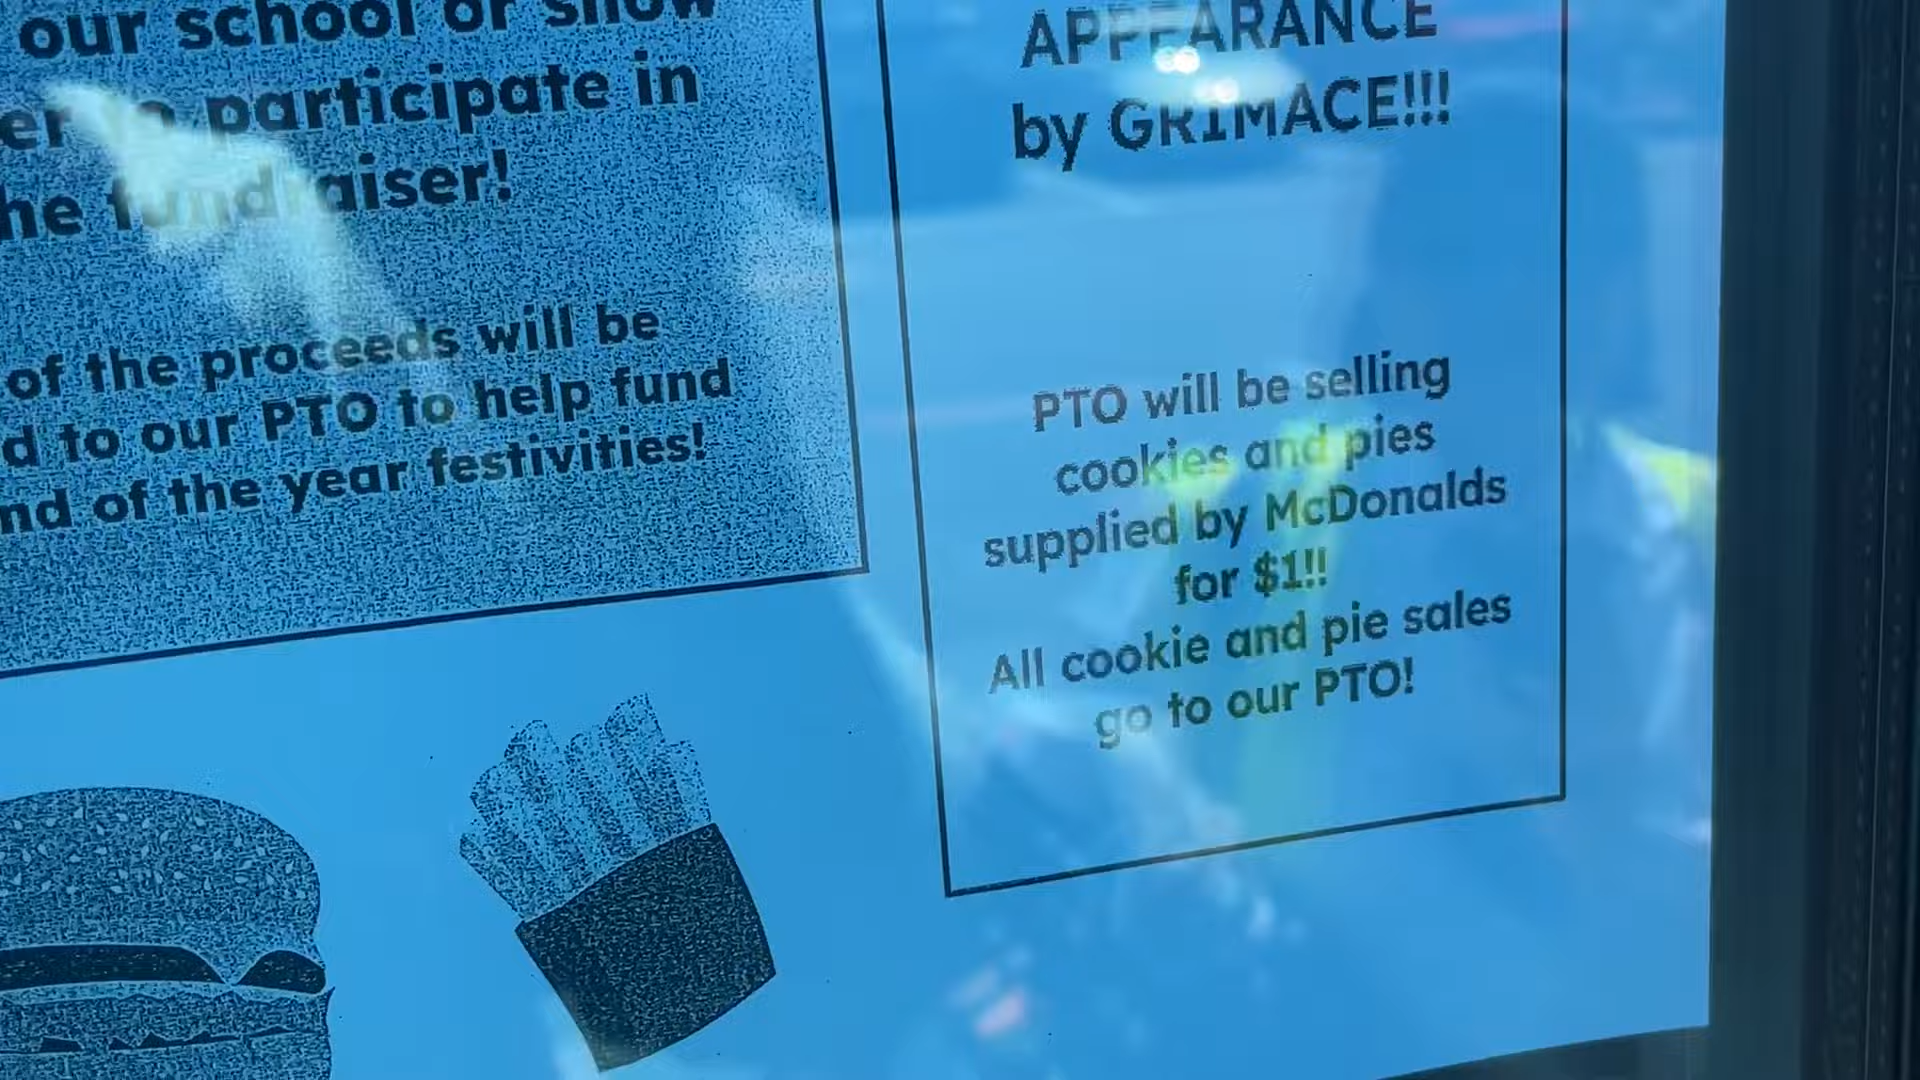 our school or show
participate in
fundraiser!
of the proceeds will be
to our PTO to help fund
of the year festivities!
APPEARANCE
by GRIMACE!!!
PTO will be selling
cookies and pies
supplied by McDonalds
for $1!!
All cookie and pie sales
go to our PTO!